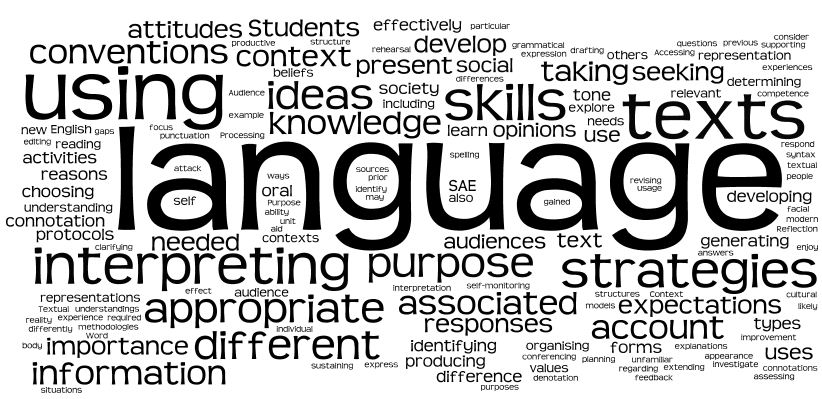 attitudes Students effectively particular
conventions productive structure context rehearsal develop grammatical questions previous consider
beliefs present social expression drafting others Accessing representation supporting
using Audience ideas society differences skills taking seeking determining experiences
example including knowledge learn opinions tone explore needs use relevant texts competence
new English gaps focus punctuation Processing
editing reading language respond
activities attack ways sources prior spelling revising usage syntax
reasons textual
choosing self oral identify may SAE also gained people
understanding Purpose ability developing
connotation unit aid facial modern
protocols clarifying needed contexts audiences text generating Reflection
interpreting purpose strategies answers enjoy
representations effect audience interpretation self-monitoring structures Context cultural
Textual understandings appropriate associated models expectations likely
reality experience required
differently methodologies individual responses account types
Word improvement
body importance different identifying organising forms explanations appearance uses
information sustaining express producing conferencing planning unfamiliar investigate
difference values regarding extending connotations
situations purposes denotation feedback assessing